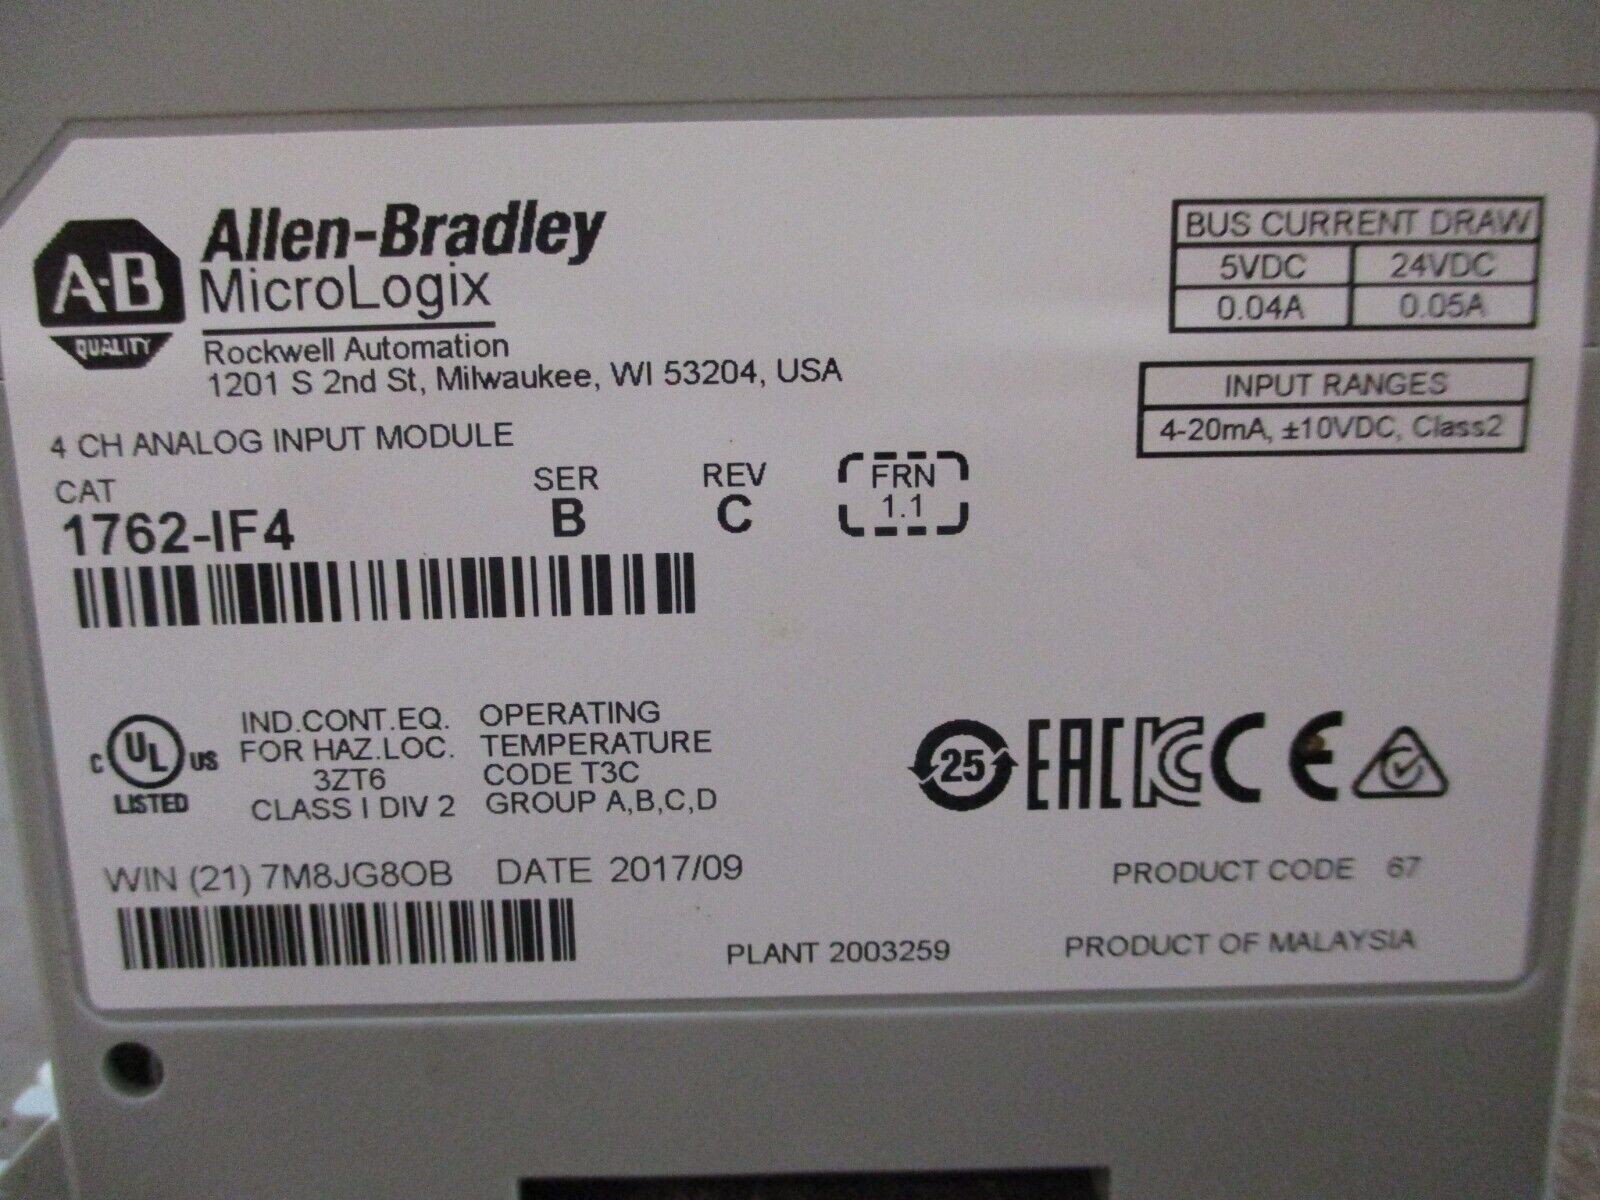 Allen-Bradley
A-B
QUALITY
MicroLogix
Rockwell Automation
1201 S 2nd St, Milwaukee, WI 53204, USA
BUS CURRENT DRAW
5VDC 24VDC
0.04A 0.05A
INPUT RANGES
4-20mA, ±10VDC, Class2
4 CH ANALOG INPUT MODULE
CAT SER REV FRN
1762-IF4 B C 1.1
C UL US
LISTED
IND.CONT.EQ.
FOR HAZ.LOC.
3ZT6
CLASS I DIV 2
OPERATING
TEMPERATURE
CODE T3C
GROUP A,B,C,D
25 EAC KC CE
WIN (21) 7M8JG8OB DATE 2017/09
PRODUCT CODE 67
PLANT 2003259
PRODUCT OF MALAYSIA